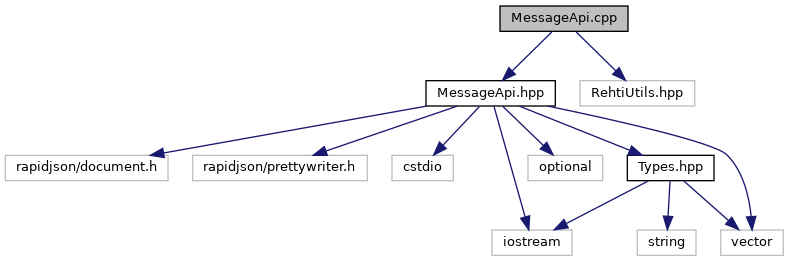 MessageApi.cpp
MessageApi.hpp
RehtiUtils.hpp
rapidjson/document.h
rapidjson/prettywriter.h
cstdio
optional
Types.hpp
iostream
string
vector